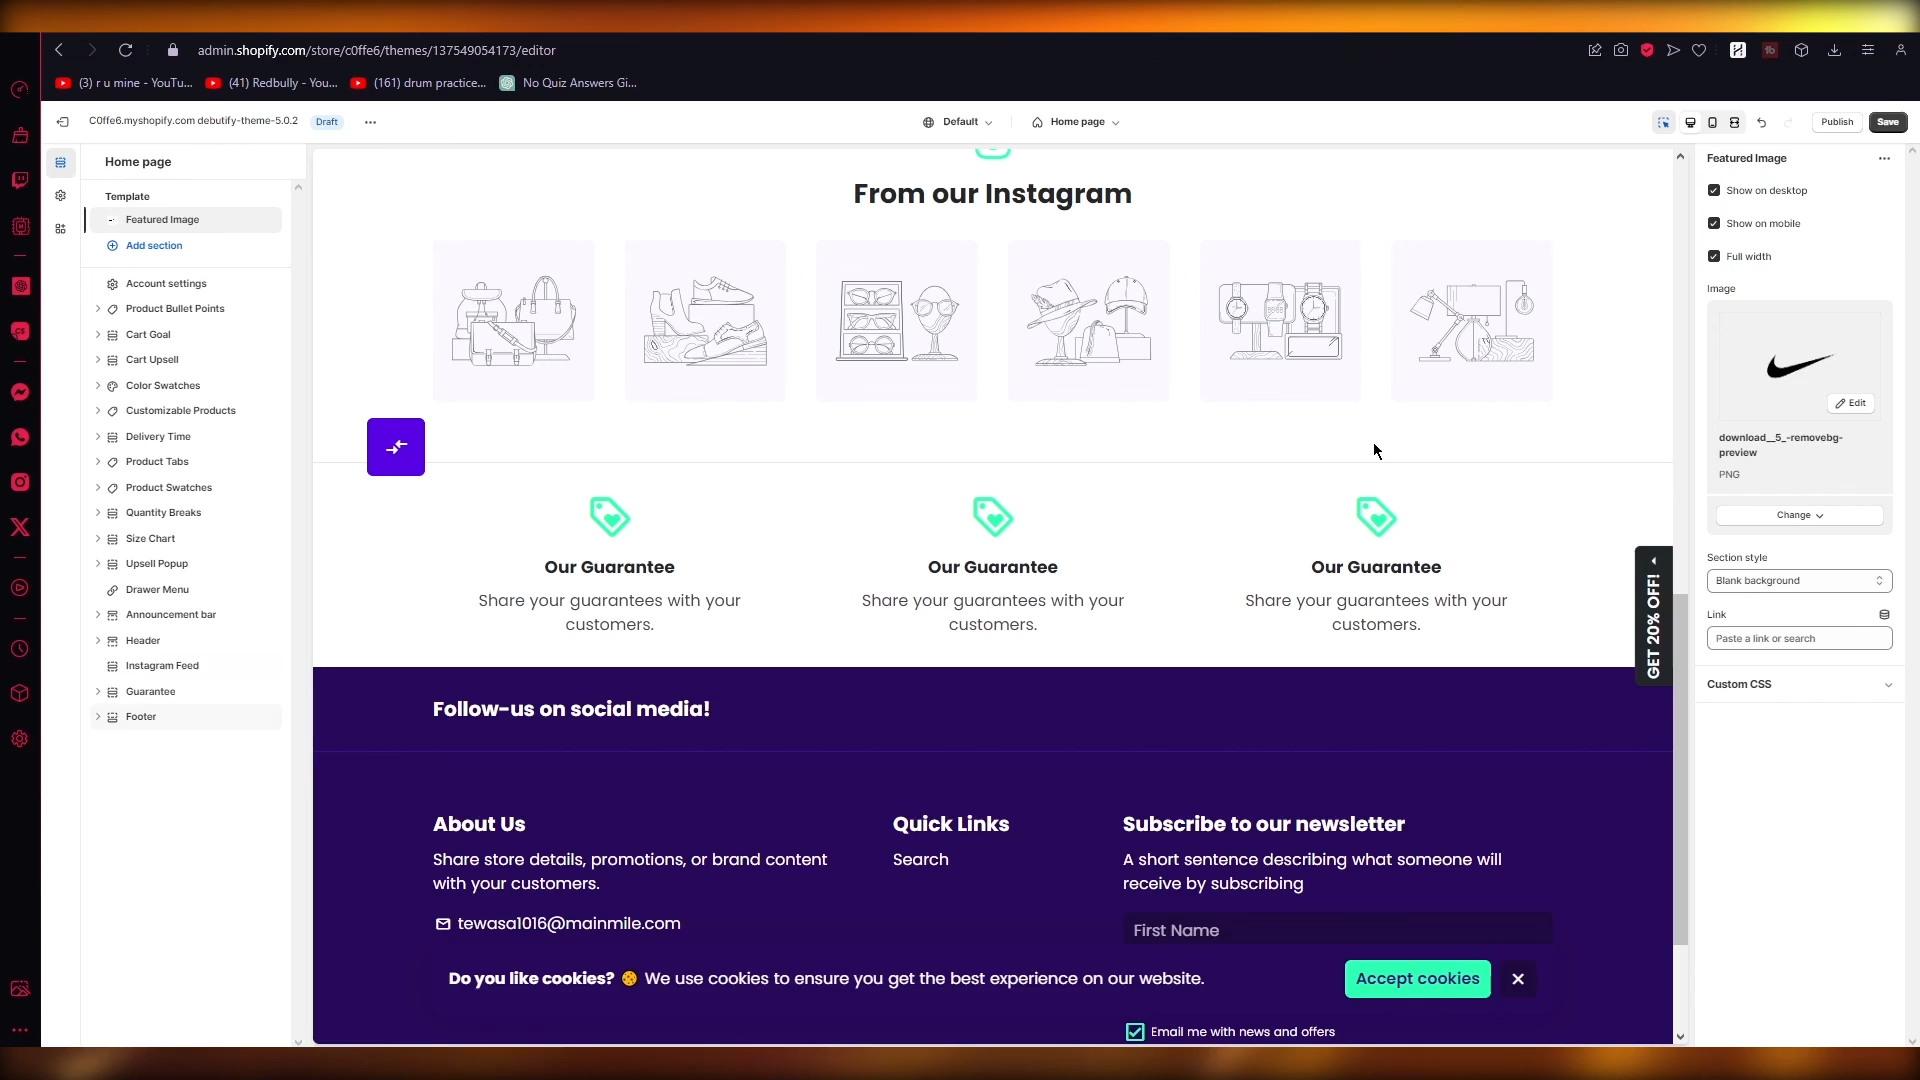 admin.shopify.com/store/c0ffe6/themes/137549054173/editor
(3) r u mine - YouTu...
(41) Redbully - You...
(161) drum practice...
No Quiz Answers Gi...
C0ffe6.myshopify.com debutify-theme-5.0.2
Draft
Default
Home page
Publish
Save
Home page
Template
Featured Image
Add section
Account settings
Product Bullet Points
Cart Goal
Cart Upsell
Color Swatches
Customizable Products
Delivery Time
Product Tabs
Product Swatches
Quantity Breaks
Size Chart
Upsell Popup
Drawer Menu
Announcement bar
Header
Instagram Feed
Guarantee
Footer
From our Instagram
Our Guarantee
Share your guarantees with your
customers.
Our Guarantee
Share your guarantees with your
customers.
Our Guarantee
Share your guarantees with your
customers.
GET 20% OFF!
Follow-us on social media!
About Us
Share store details, promotions, or brand content
with your customers.
tewasa1016@mainmile.com
Quick Links
Search
Subscribe to our newsletter
A short sentence describing what someone will
receive by subscribing
First Name
Do you like cookies? 🍪 We use cookies to ensure you get the best experience on our website.
Accept cookies
Email me with news and offers
Featured Image
Show on desktop
Show on mobile
Full width
Image
Edit
download__5_-removebg-
preview
PNG
Change
Section style
Blank background
Link
Paste a link or search
Custom CSS